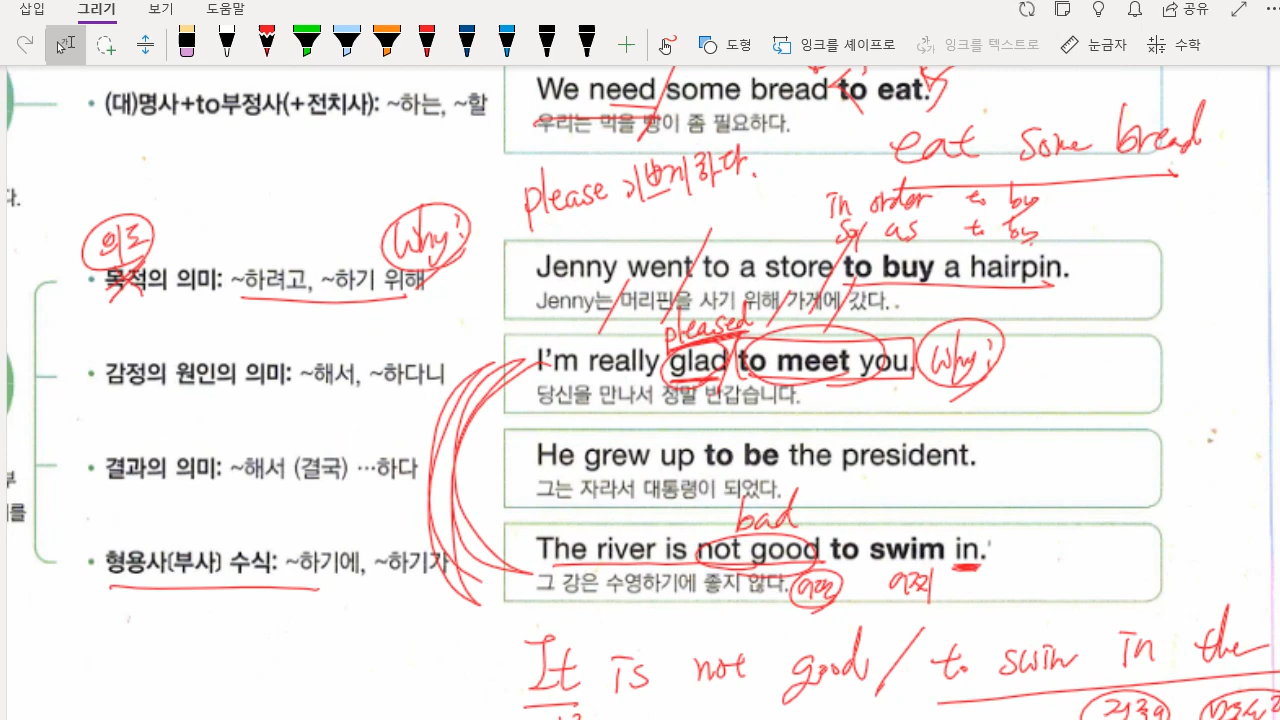 삽입 그리기 보기 도움말
공유
도형 잉크를 셰이프로 잉크를 텍스트로 눈금자 수학
• (대)명사+to부정사(+전치사): ~하는, ~할
We need some bread to eat.
우리는 먹을 빵이 좀 필요하다.
eat some bread
please 기쁘게하다.
in order to buy
so as to buy
의도
Why?
• 목적의 의미: ~하려고, ~하기 위해
Jenny went to a store to buy a hairpin.
Jenny는 머리핀을 사기 위해 가게에 갔다.
pleased
• 감정의 원인의 의미: ~해서, ~하다니
I'm really glad to meet you.
Why?
당신을 만나서 정말 반갑습니다.
• 결과의 의미: ~해서 (결국) …하다
He grew up to be the president.
그는 자라서 대통령이 되었다.
bad
• 형용사(부사) 수식: ~하기에, ~하기가
The river is not good to swim in.
그 강은 수영하기에 좋지 않다.
It is not good / to swim in the